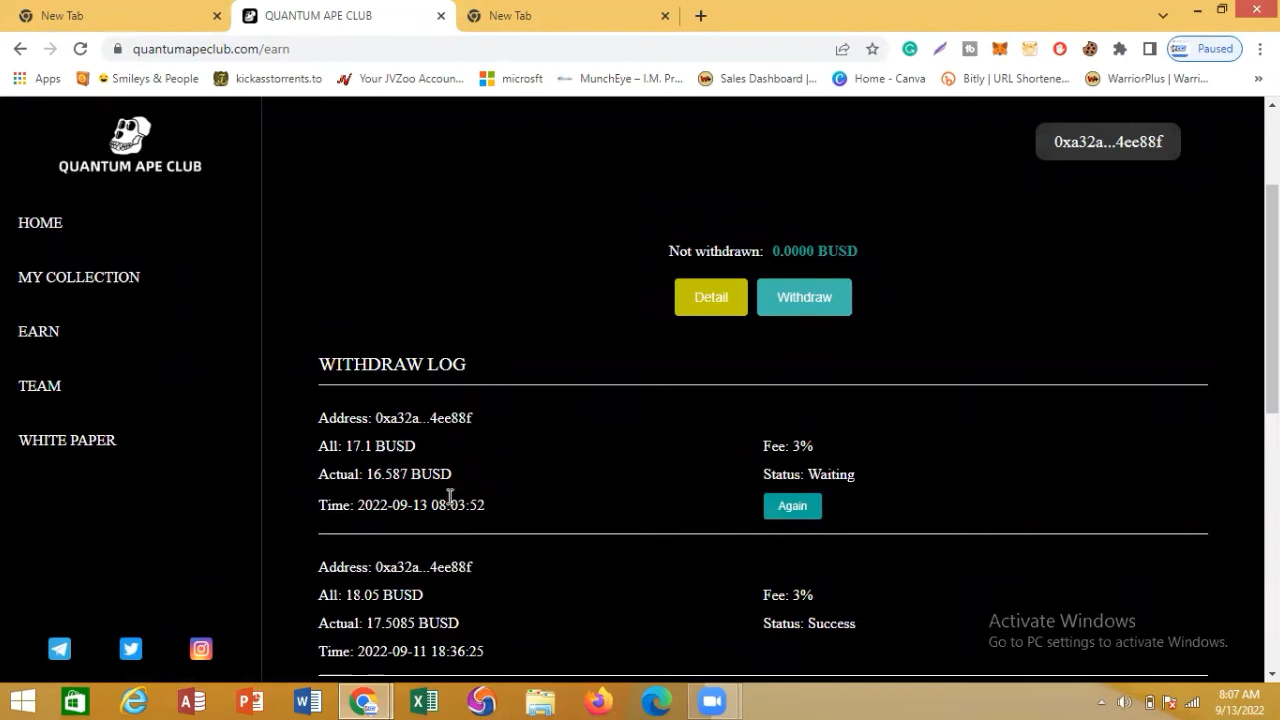 New Tab
QUANTUM APE CLUB
New Tab
quantumapeclub.com/earn
Paused
Apps
Smileys & People
kickasstorrents.to
Your JVZoo Accoun...
microsft
MunchEye – I.M. Pr...
Sales Dashboard |...
Home - Canva
Bitly | URL Shortene...
WarriorPlus | Warri...
»
QUANTUM APE CLUB
0xa32a...4ee88f
HOME
MY COLLECTION
EARN
TEAM
WHITE PAPER
Not withdrawn: 0.0000 BUSD
Detail
Withdraw
WITHDRAW LOG
Address: 0xa32a...4ee88f
All: 17.1 BUSD
Fee: 3%
Actual: 16.587 BUSD
Status: Waiting
Time: 2022-09-13 08:03:52
Again
Address: 0xa32a...4ee88f
All: 18.05 BUSD
Fee: 3%
Actual: 17.5085 BUSD
Status: Success
Time: 2022-09-11 18:36:25
Activate Windows
Go to PC settings to activate Windows.
8:07 AM
9/13/2022